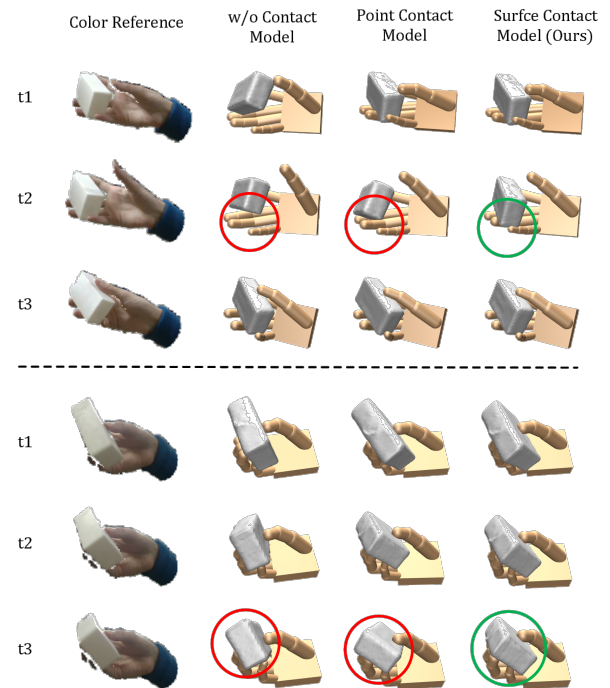 Color Reference
w/o Contact
Model
Point Contact
Model
Surfce Contact
Model (Ours)
t1
t2
t3
t1
t2
t3